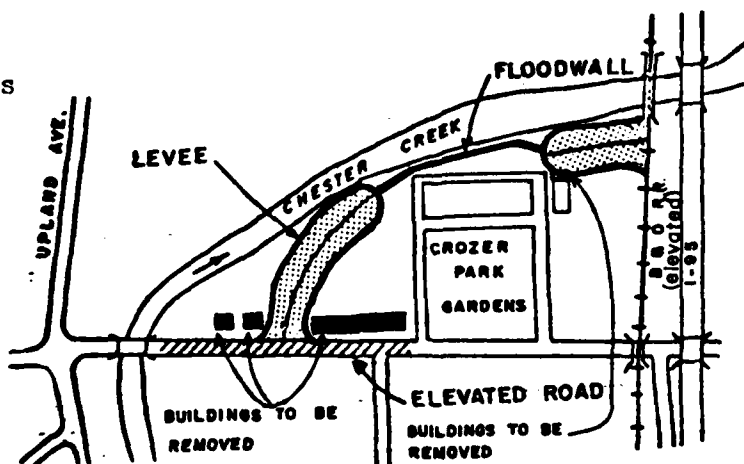 s
UPLAND AVE.
FLOODWALL
LEVEE
CHESTER CREEK
CROZER
PARK
GARDENS
B & O RR.
(elevated)
I-95
ELEVATED ROAD
BUILDINGS TO BE
REMOVED
BUILDINGS TO BE
REMOVED